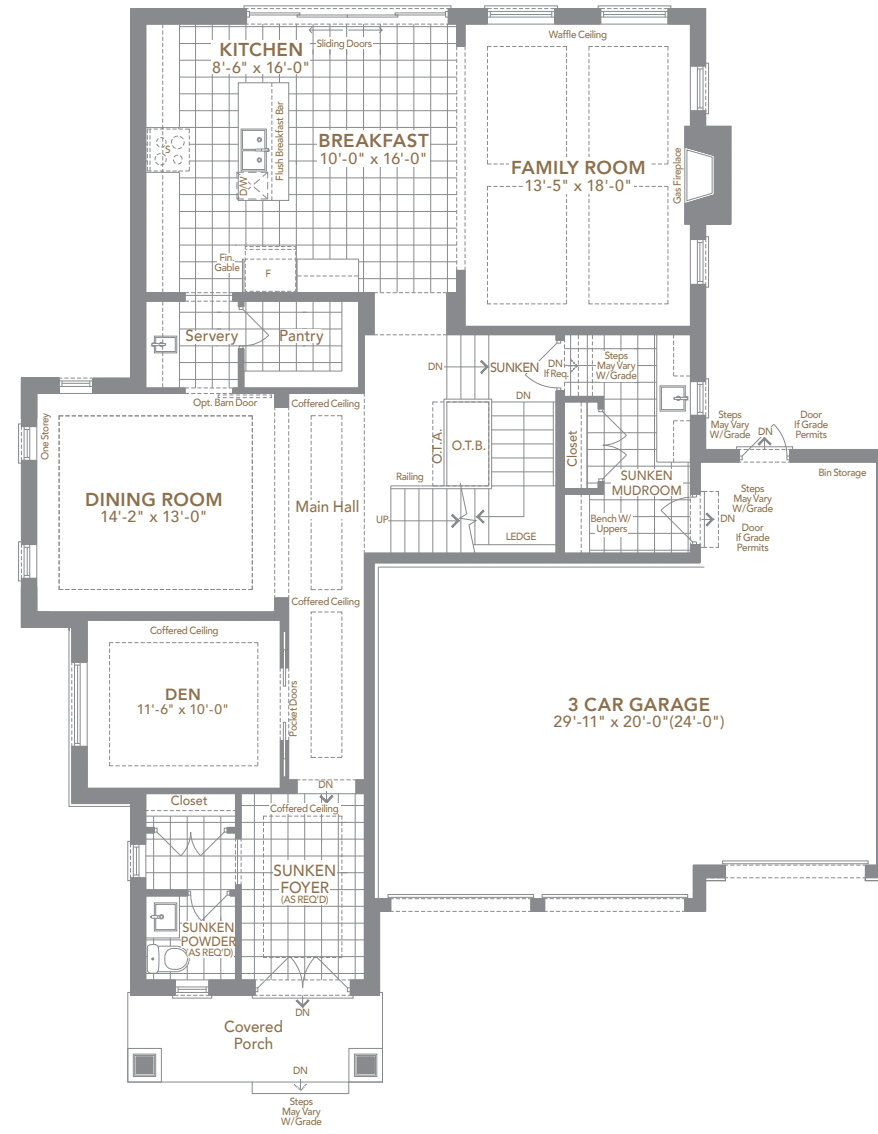 KITCHEN
8'-6" x 16'-0"
Sliding Doors
Waffle Ceiling
Flush Breakfast Bar
BREAKFAST
10'-0" x 16'-0"
FAMILY ROOM
13'-5" x 18'-0"
Gas Fireplace
S
D/W
Fin.
Gable
F
Servery
Pantry
DN
SUNKEN
DN
If Req.
Steps
May Vary
W/Grade
DN
Opt. Barn Door
Coffered Ceiling
One Storey
O.T.A.
O.T.B.
Closet
Steps
May Vary
W/Grade
DN
Door
If Grade
Permits
Bin Storage
DINING ROOM
14'-2" x 13'-0"
Main Hall
Railing
UP
LEDGE
SUNKEN
MUDROOM
Bench W/
Uppers
Steps
May Vary
W/Grade
DN
Door
If Grade
Permits
Coffered Ceiling
Coffered Ceiling
DEN
11'-6" x 10'-0"
Pocket Doors
3 CAR GARAGE
29'-11" x 20'-0"(24'-0")
DN
Closet
Coffered Ceiling
SUNKEN
FOYER
(AS REQ'D)
SUNKEN
POWDER
(AS REQ'D)
DN
Covered
Porch
DN
Steps
May Vary
W/Grade